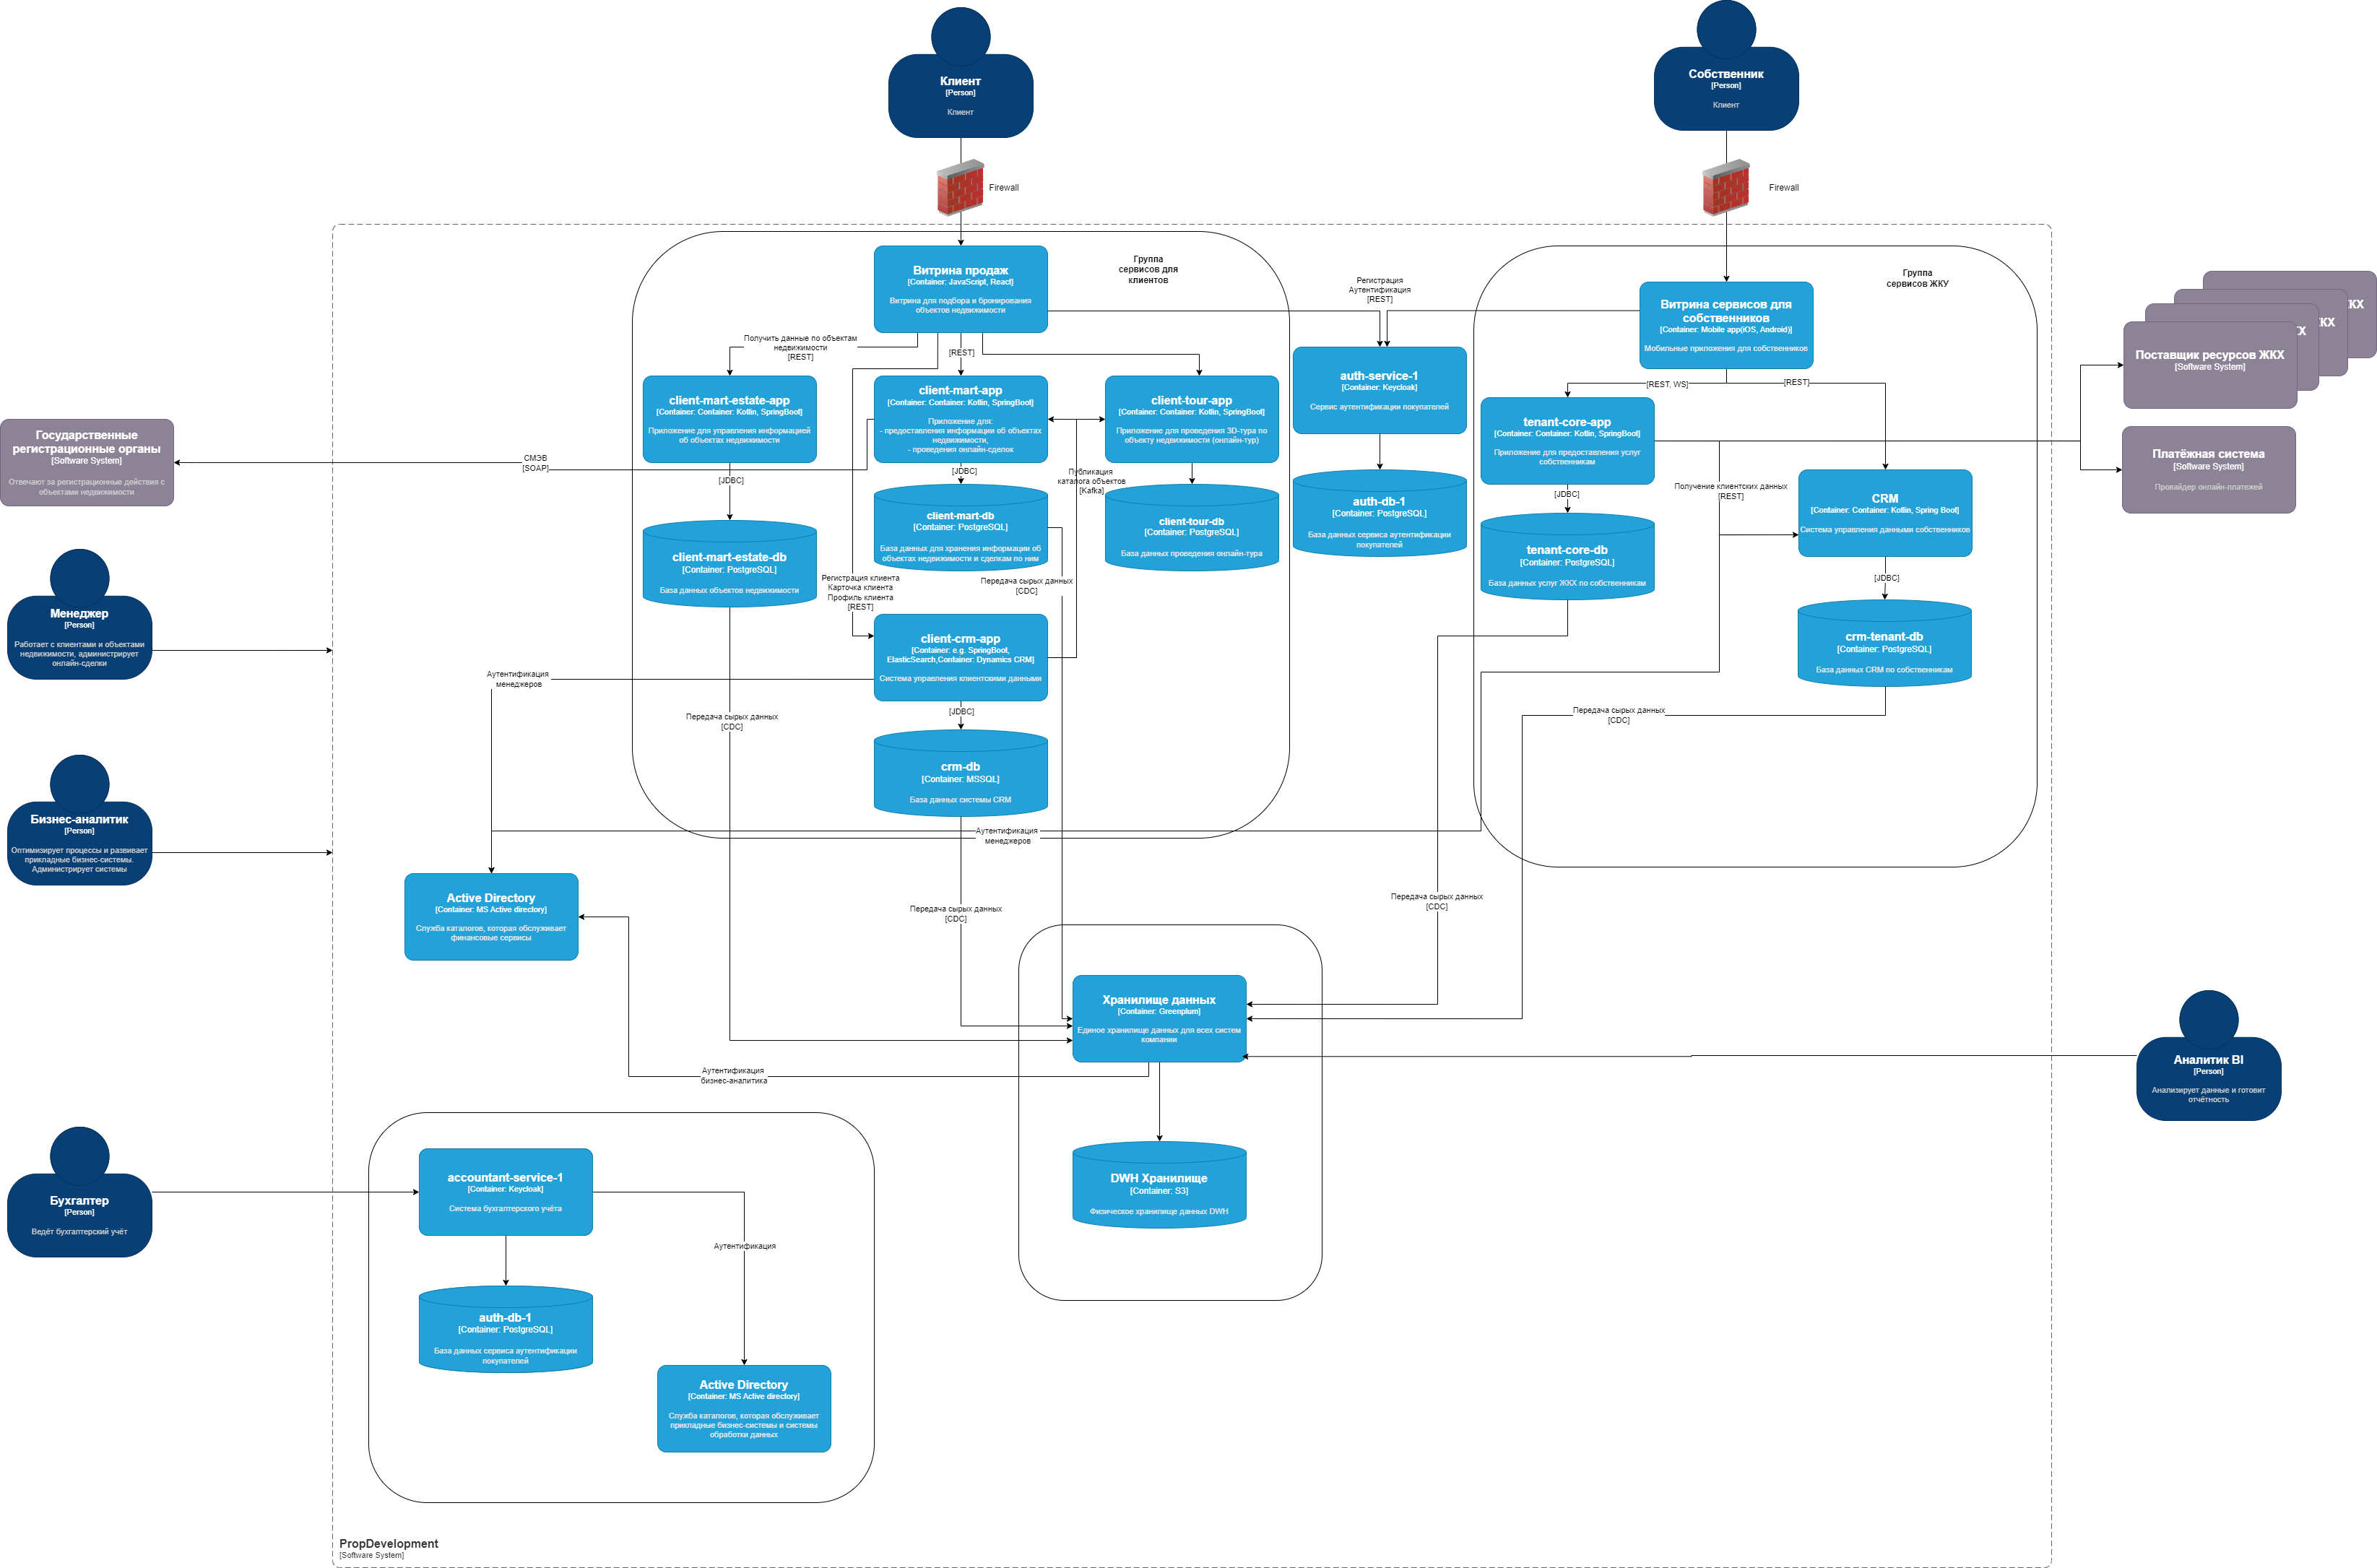 Клиент
[Person]
Клиент
Собственник
[Person]
Клиент
Firewall
Firewall
Витрина продаж
[Container: JavaScript, React]
Витрина для подбора и бронирования
объектов недвижимости
Группа
сервисов для
клиентов
Регистрация
Аутентификация
[REST]
Витрина сервисов для
собственников
[Container: Mobile app(iOS, Android)]
Мобильные приложения для собственников
Группа
сервисов ЖКУ
КХ
КХ
Х
Поставщик ресурсов ЖКХ
[Software System]
Получить данные по объектам
недвижимости
[REST]
[REST]
client-mart-estate-app
[Container: Container: Kotlin, SpringBoot]
Приложение для управления информацией
об объектах недвижимости
client-mart-app
[Container: Container: Kotlin, SpringBoot]
Приложение для:
- предоставления информации об объектах
недвижимости,
- проведения онлайн-сделок
client-tour-app
[Container: Container: Kotlin, SpringBoot]
Приложение для проведения 3D-тура по
объекту недвижимости (онлайн-тур)
auth-service-1
[Container: Keycloak]
Сервис аутентификации покупателей
[REST, WS]
[REST]
tenant-core-app
[Container: Container: Kotlin, SpringBoot]
Приложение для предоставления услуг
собственникам
Государственные
регистрационные органы
[Software System]
Отвечают за регистрационные действия с
объектами недвижимости
СМЭВ
[SOAP]
Платёжная система
[Software System]
Провайдер онлайн-платежей
[JDBC]
[JDBC]
Публикация
каталога объектов
[Kafka]
[JDBC]
Получение клиентских данных
[REST]
CRM
[Container: Container: Kotlin, Spring Boot]
Система управления данными собственников
client-mart-estate-db
[Container: PostgreSQL]
База данных объектов недвижимости
client-mart-db
[Container: PostgreSQL]
База данных для хранения информации об
объектах недвижимости и сделкам по ним
client-tour-db
[Container: PostgreSQL]
База данных проведения онлайн-тура
auth-db-1
[Container: PostgreSQL]
База данных сервиса аутентификации
покупателей
tenant-core-db
[Container: PostgreSQL]
База данных услуг ЖКХ по собственникам
[JDBC]
Менеджер
[Person]
Работает с клиентами и объектами
недвижимости, администрирует
онлайн-сделки
Регистрация клиента
Карточка клиента
Профиль клиента
[REST]
Передача сырых данных
[CDC]
client-crm-app
[Container: e.g. SpringBoot,
ElasticSearch,Container: Dynamics CRM]
Система управления клиентскими данными
crm-tenant-db
[Container: PostgreSQL]
База данных CRM по собственникам
Аутентификация
менеджеров
Передача сырых данных
[CDC]
[JDBC]
Передача сырых данных
[CDC]
crm-db
[Container: MSSQL]
База данных системы CRM
Бизнес-аналитик
[Person]
Оптимизирует процессы и развивает
прикладные бизнес-системы.
Администрирует системы
Аутентификация
менеджеров
Active Directory
[Container: MS Active directory]
Служба каталогов, которая обслуживает
финансовые сервисы
Передача сырых данных
[CDC]
Передача сырых данных
[CDC]
Хранилище данных
[Container: Greenplum]
Единое хранилище данных для всех систем
компании
Аутентификация
бизнес-аналитика
Аналитик BI
[Person]
Анализирует данные и готовит
отчётность
Бухгалтер
[Person]
Ведёт бухгалтерский учёт
accountant-service-1
[Container: Keycloak]
Система бухгалтерского учёта
DWH Хранилище
[Container: S3]
Физическое хранилище данных DWH
Аутентификация
auth-db-1
[Container: PostgreSQL]
База данных сервиса аутентификации
покупателей
Active Directory
[Container: MS Active directory]
Служба каталогов, которая обслуживает
прикладные бизнес-системы и системы
обработки данных
PropDevelopment
[Software System]